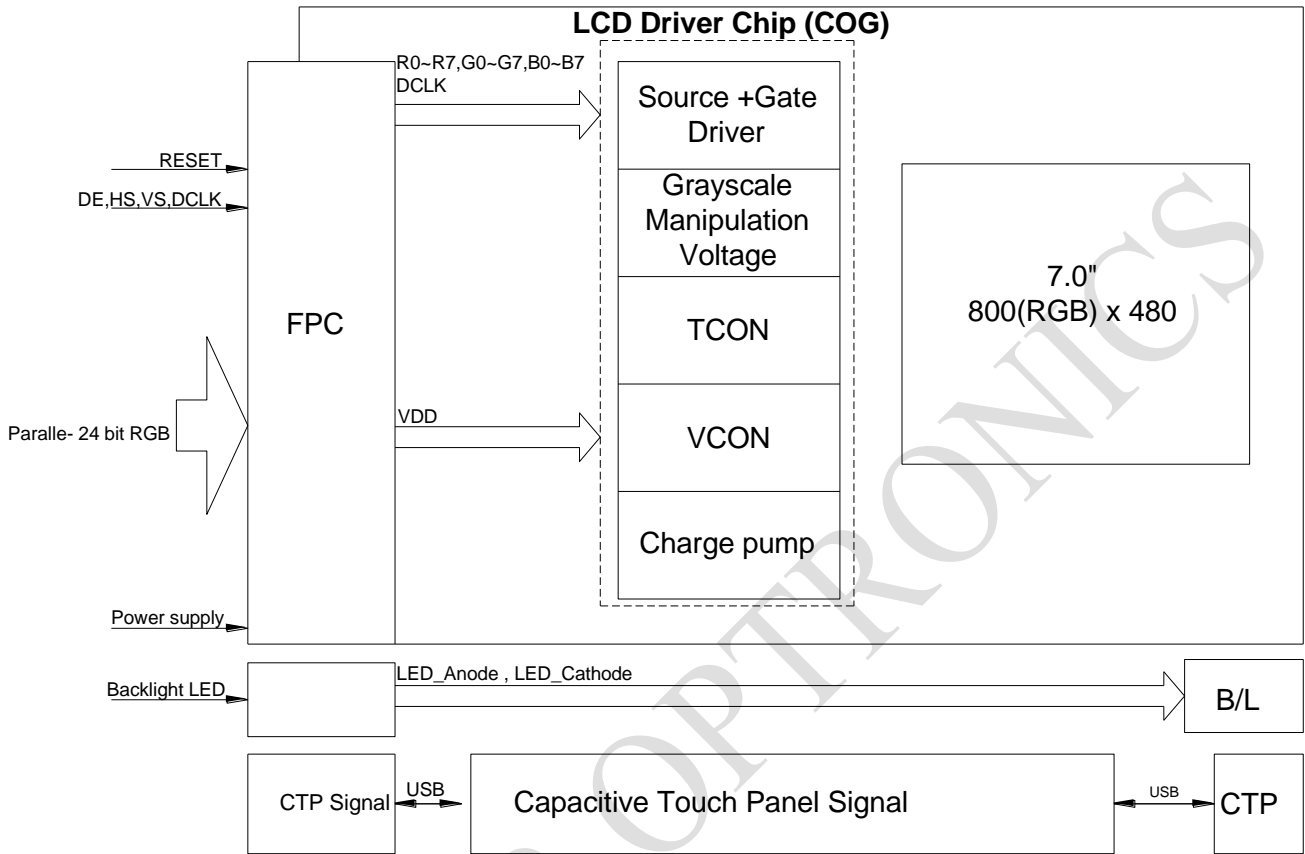 LCD Driver Chip (COG)
R0~R7,G0~G7,B0~B7
DCLK
Source +Gate
Driver
RESET
DE,HS,VS,DCLK
Grayscale
Manipulation
Voltage
7.0"
800(RGB) x 480
FPC
TCON
Paralle- 24 bit RGB
VDD
VCON
Charge pump
Power supply
Backlight LED
LED_Anode , LED_Cathode
B/L
CTP Signal
USB
Capacitive Touch Panel Signal
USB
CTP
OPTRONICS